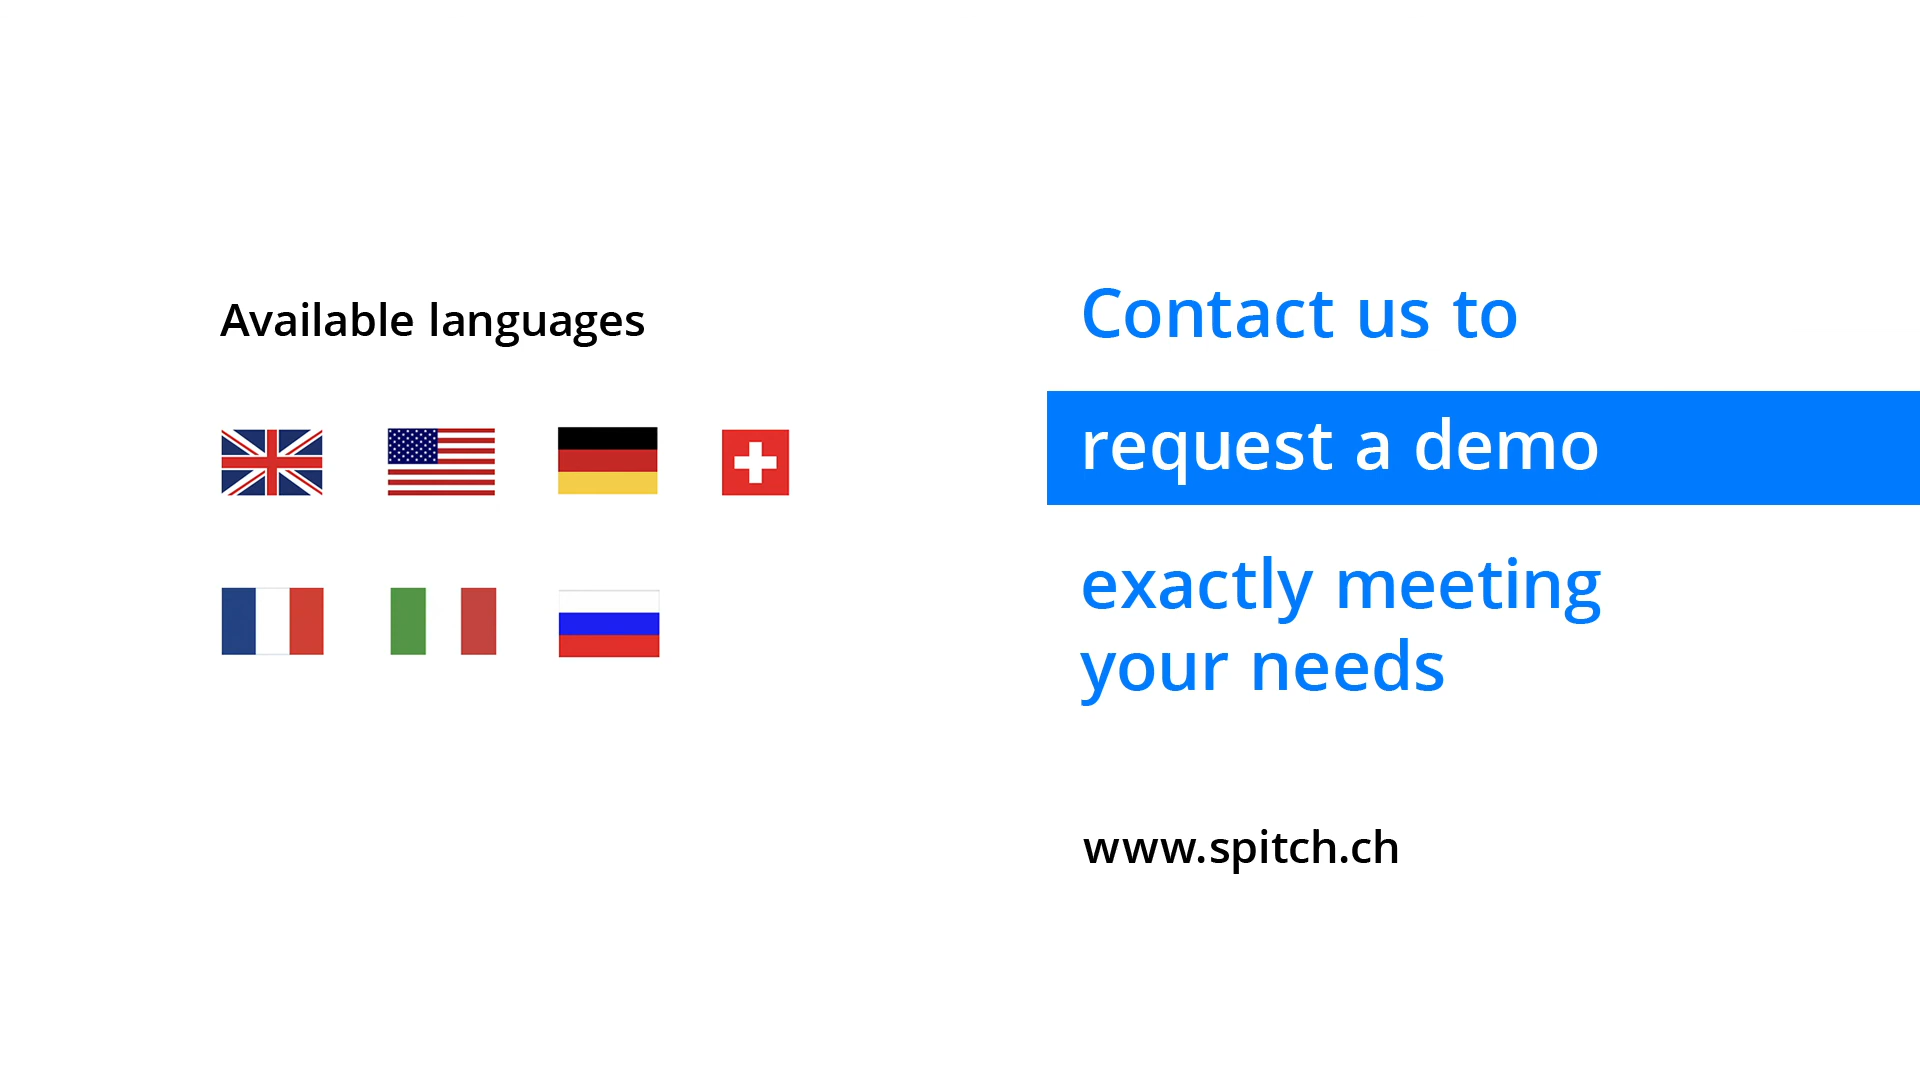 Available languages
Contact us to
request a demo
exactly meeting
your needs
www.spitch.ch